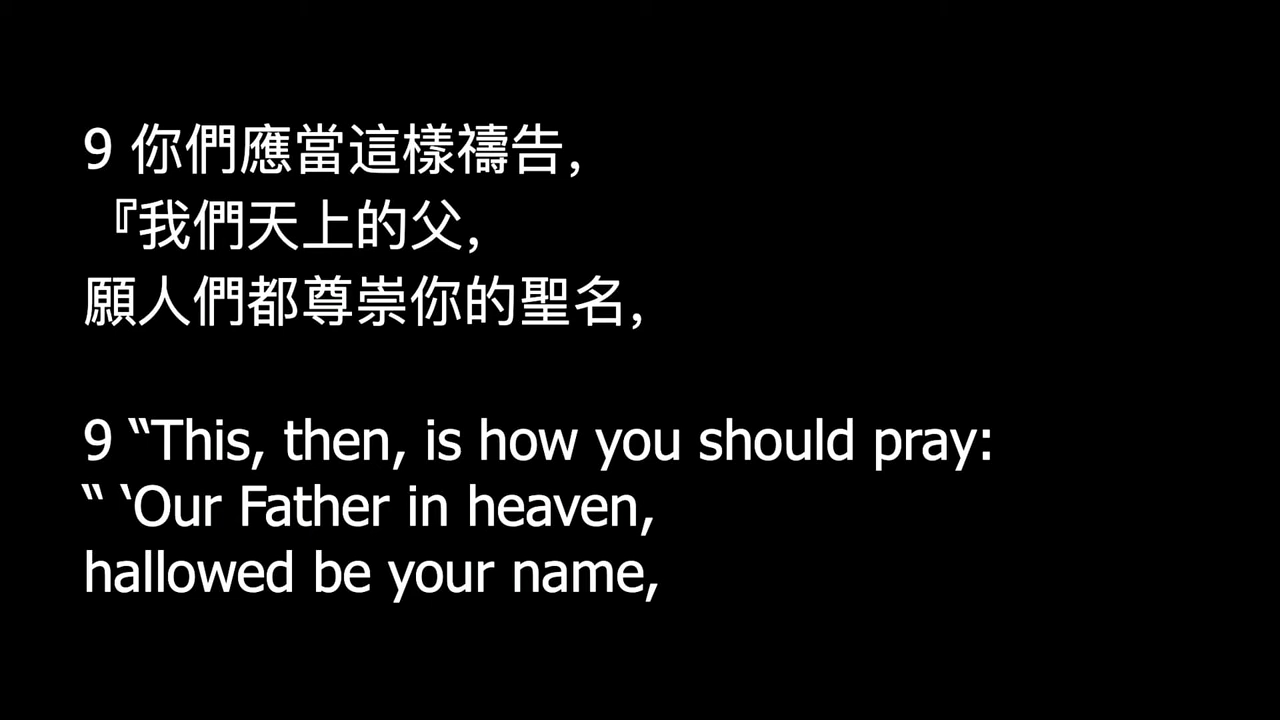 9 你們應當這樣禱告，
『我們天上的父，
願人們都尊崇你的聖名，
9 “This, then, is how you should pray:
“ ‘Our Father in heaven,
hallowed be your name,